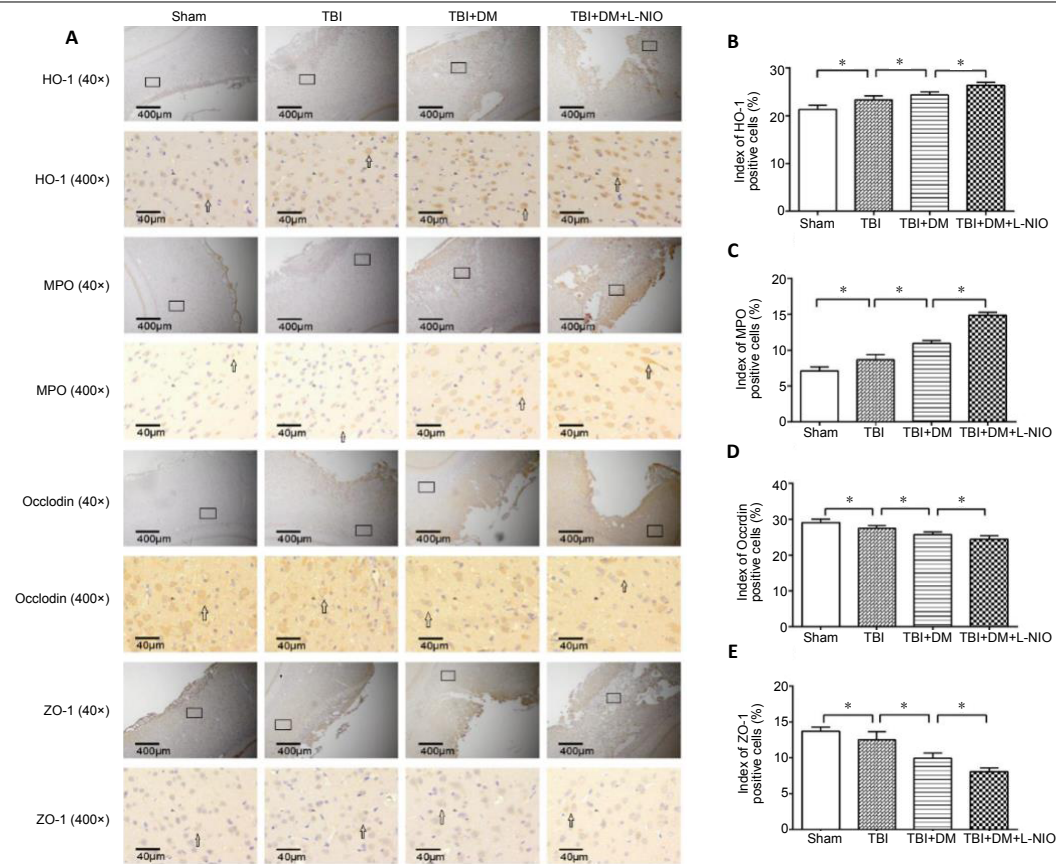 A
Sham TBI TBI+DM TBI+DM+L-NIO
HO-1 (40×)
400μm 400μm 400μm 400μm
HO-1 (400×)
40μm 40μm 40μm 40μm
MPO (40×)
400μm 400μm 400μm 400μm
MPO (400×)
40μm 40μm 40μm 40μm
Occlodin (40×)
400μm 400μm 400μm 400μm
Occlodin (400×)
40μm 40μm 40μm 40μm
ZO-1 (40×)
400μm 400μm 400μm 400μm
ZO-1 (400×)
40μm 40μm 40μm 40μm
B
Index of HO-1
positive cells (%)
30
20
10
0
* * *
Sham TBI TBI+DM TBI+DM+L-NIO
C
Index of MPO
positive cells (%)
20
15
10
5
0
* * *
Sham TBI TBI+DM TBI+DM+L-NIO
D
Index of Occrdin
positive cells (%)
40
30
20
10
0
* * *
Sham TBI TBI+DM TBI+DM+L-NIO
E
Index of ZO-1
positive cells (%)
20
15
10
5
0
* * *
Sham TBI TBI+DM TBI+DM+L-NIO